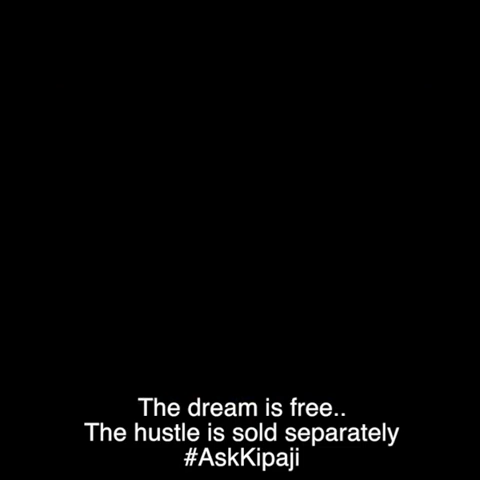 The dream is free..
The hustle is sold separately
#AskKipaji